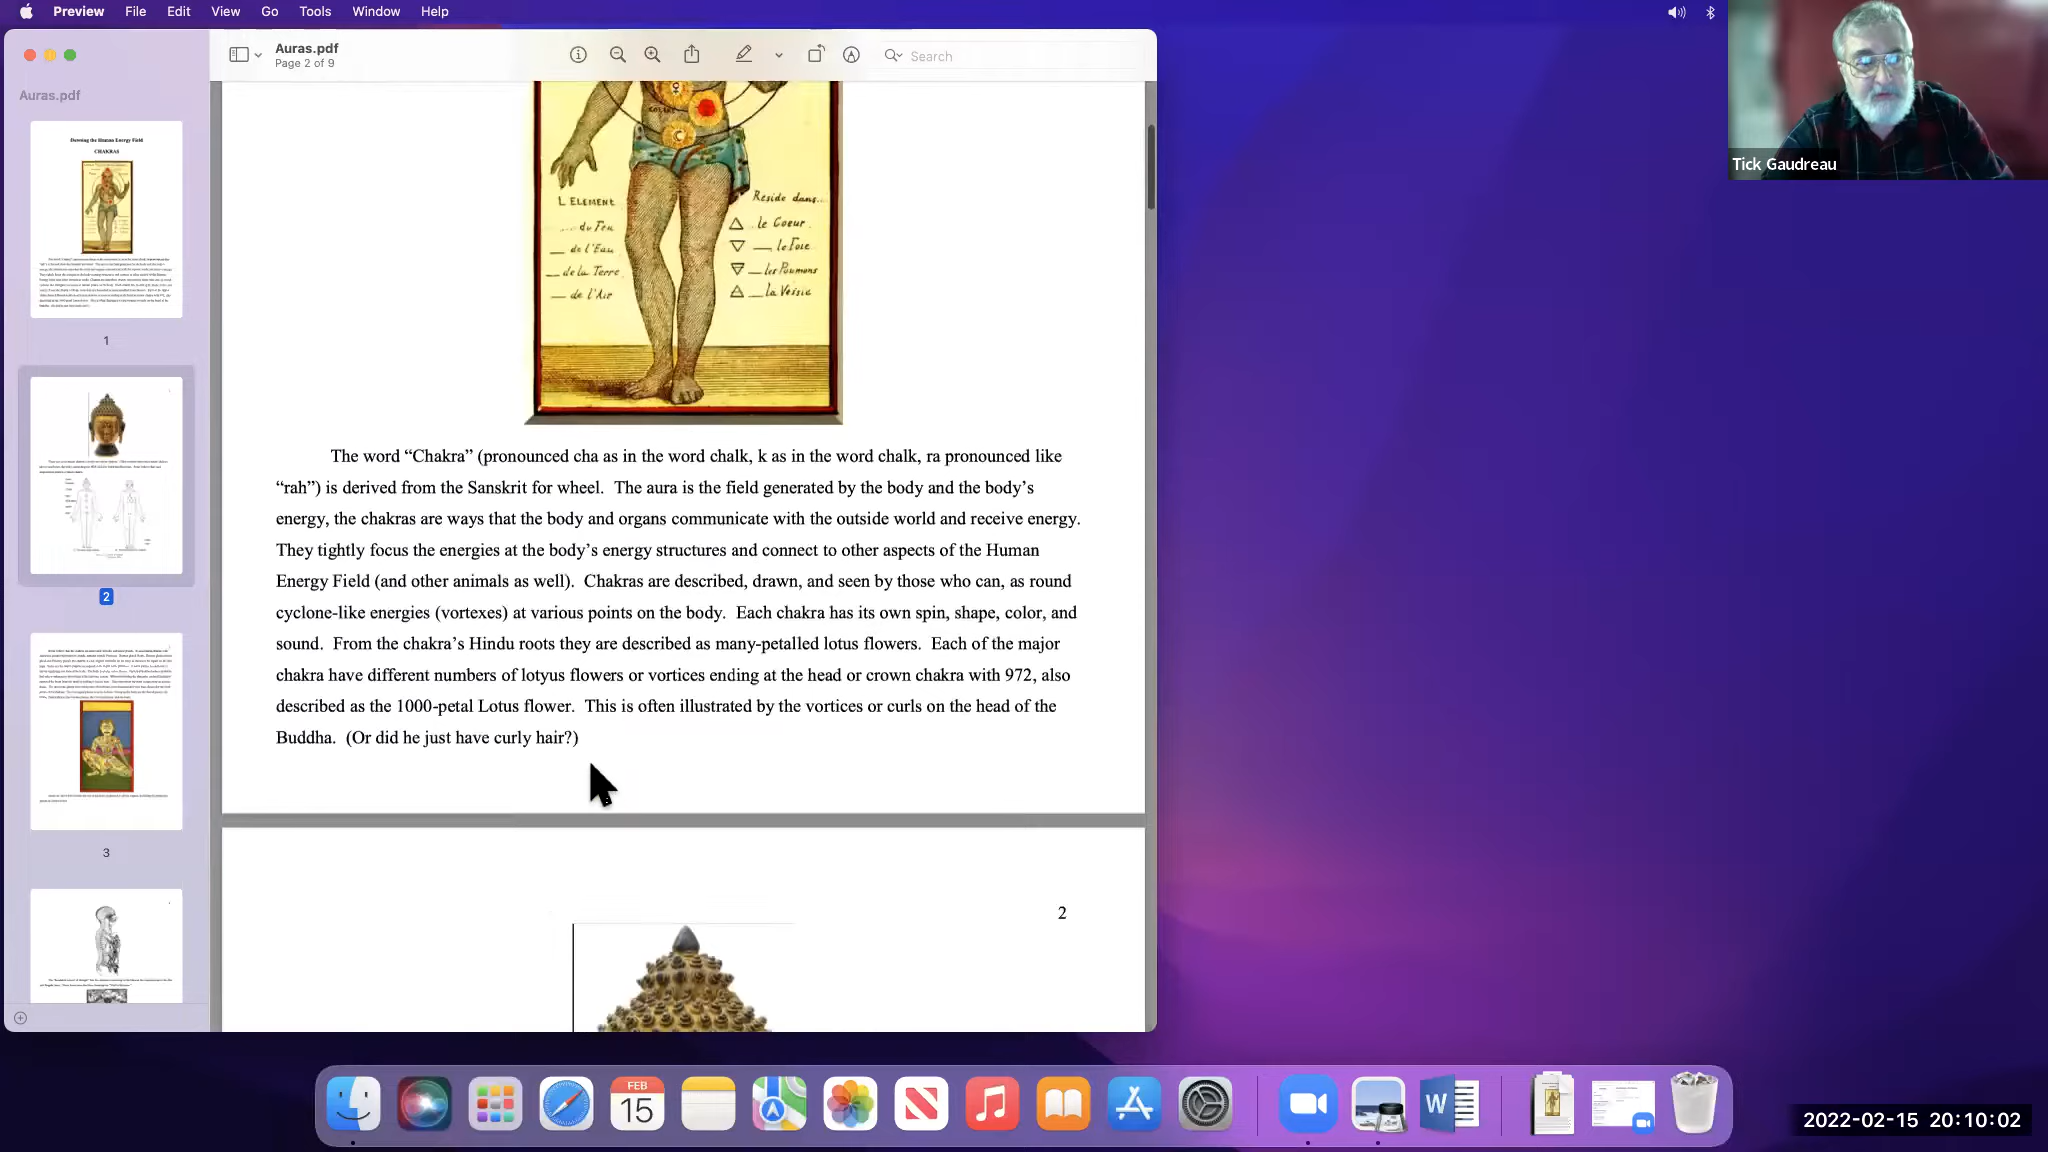 Preview File Edit View Go Tools Window Help
Auras.pdf
Page 2 of 9
Search
Auras.pdf
Dowsing the Human Energy Field
CHAKRAS
1
2
3
L ELEMENT
du Feu
de l'Eau
de la Terre
de l'Air
Reside dans..
le Coeur
le Foie
les Poumons
la Vessie
The word “Chakra” (pronounced cha as in the word chalk, k as in the word chalk, ra pronounced like
“rah”) is derived from the Sanskrit for wheel. The aura is the field generated by the body and the body’s
energy, the chakras are ways that the body and organs communicate with the outside world and receive energy.
They tightly focus the energies at the body’s energy structures and connect to other aspects of the Human
Energy Field (and other animals as well). Chakras are described, drawn, and seen by those who can, as round
cyclone-like energies (vortexes) at various points on the body. Each chakra has its own spin, shape, color, and
sound. From the chakra’s Hindu roots they are described as many-petalled lotus flowers. Each of the major
chakra have different numbers of lotyus flowers or vortices ending at the head or crown chakra with 972, also
described as the 1000-petal Lotus flower. This is often illustrated by the vortices or curls on the head of the
Buddha. (Or did he just have curly hair?)
2
Tick Gaudreau
FEB
15
W
2022-02-15 20:10:02